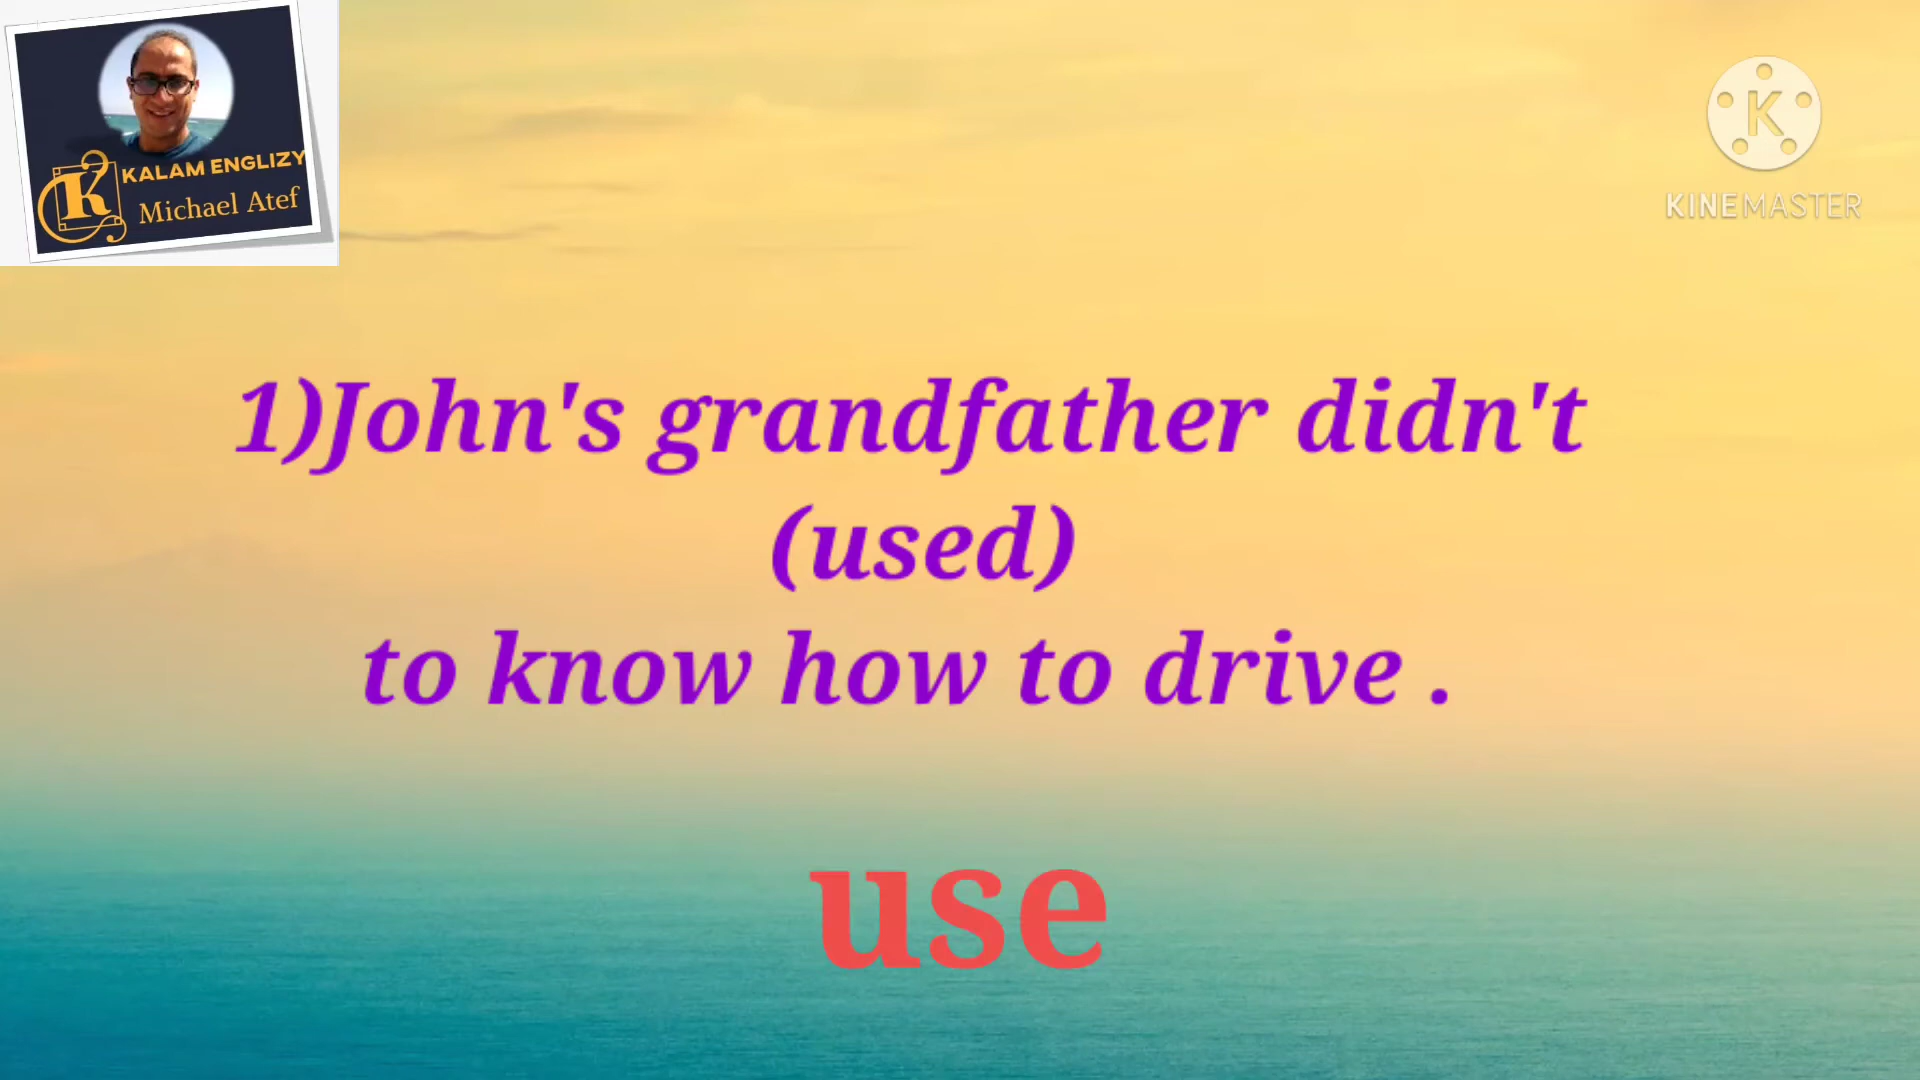 KALAM ENGLIZY
Michael Atef
K
KINEMASTER
1)John's grandfather didn't
(used)
to know how to drive .
use